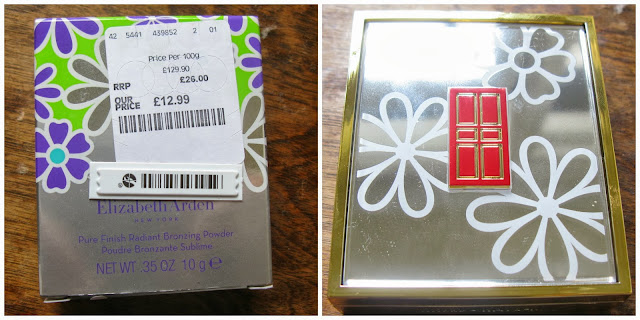 42 5441 439852 2 01
Price Per 100g
£129.90
RRP £26.00
OUR PRICE £12.99
Elizabeth Arden
NEW YORK
Pure Finish Radiant Bronzing Powder
Poudre Bronzante Sublime
NET WT .35 OZ 10 g ℮